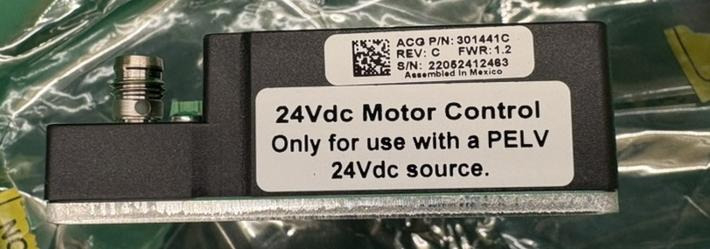 ACG P/N: 301441C
REV: C FWR: 1.2
S/N: 22052412463
Assembled In Mexico
24Vdc Motor Control
Only for use with a PELV
24Vdc source.
NO